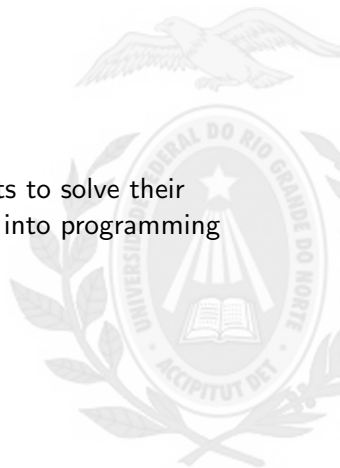 ts to solve their
into programming
UNIVERSIDADE FEDERAL DO RIO GRANDE DO NORTE
ACCIPITUT DET